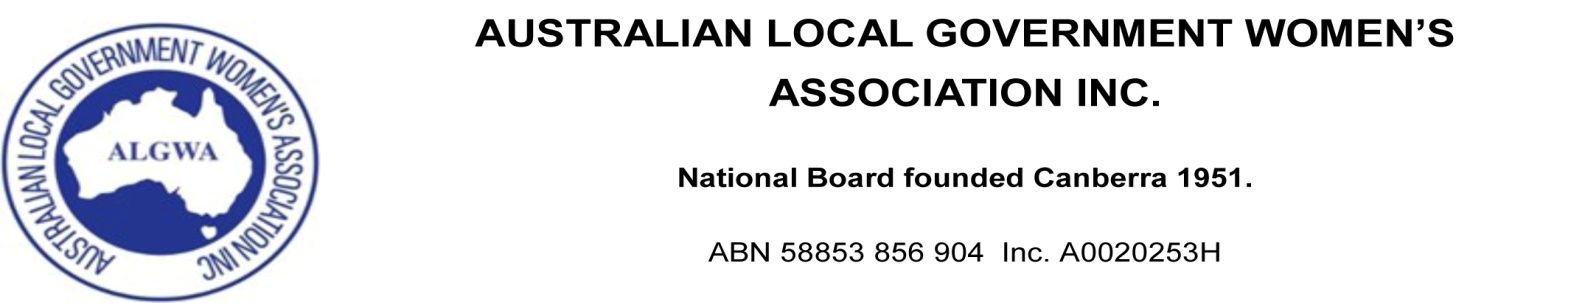 AUSTRALIAN LOCAL GOVERNMENT WOMEN'S ASSOCIATION INC
ALGWA
AUSTRALIAN LOCAL GOVERNMENT WOMEN’S
ASSOCIATION INC.
National Board founded Canberra 1951.
ABN 58853 856 904  Inc. A0020253H